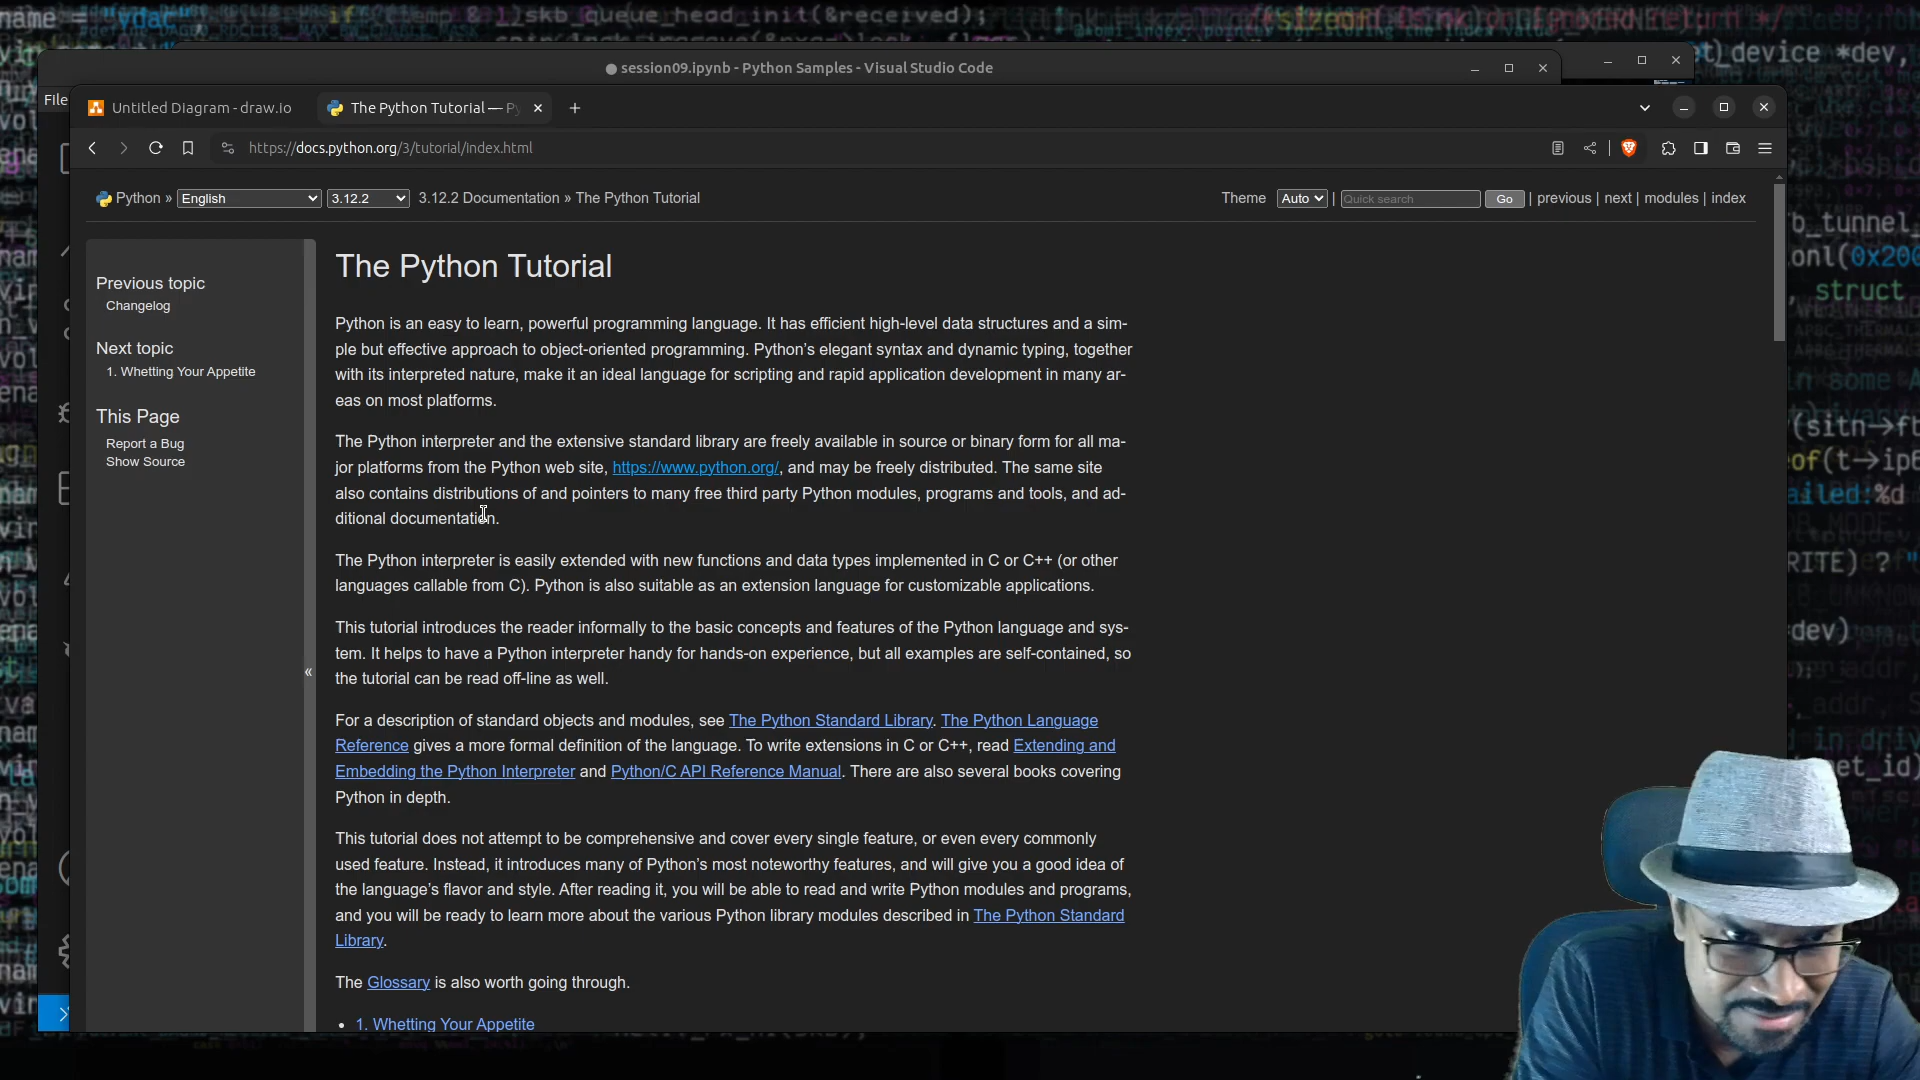 session09.ipynb - Python Samples - Visual Studio Code
File
Untitled Diagram - draw.io
The Python Tutorial — Py
https://docs.python.org/3/tutorial/index.html
Python » English 3.12.2 3.12.2 Documentation » The Python Tutorial
Theme Auto | Quick search Go | previous | next | modules | index
Previous topic
Changelog
Next topic
1. Whetting Your Appetite
This Page
Report a Bug
Show Source
«
The Python Tutorial
Python is an easy to learn, powerful programming language. It has efficient high-level data structures and a sim-
ple but effective approach to object-oriented programming. Python’s elegant syntax and dynamic typing, together
with its interpreted nature, make it an ideal language for scripting and rapid application development in many ar-
eas on most platforms.
The Python interpreter and the extensive standard library are freely available in source or binary form for all ma-
jor platforms from the Python web site, https://www.python.org/, and may be freely distributed. The same site
also contains distributions of and pointers to many free third party Python modules, programs and tools, and ad-
ditional documentation.
The Python interpreter is easily extended with new functions and data types implemented in C or C++ (or other
languages callable from C). Python is also suitable as an extension language for customizable applications.
This tutorial introduces the reader informally to the basic concepts and features of the Python language and sys-
tem. It helps to have a Python interpreter handy for hands-on experience, but all examples are self-contained, so
the tutorial can be read off-line as well.
For a description of standard objects and modules, see The Python Standard Library. The Python Language
Reference gives a more formal definition of the language. To write extensions in C or C++, read Extending and
Embedding the Python Interpreter and Python/C API Reference Manual. There are also several books covering
Python in depth.
This tutorial does not attempt to be comprehensive and cover every single feature, or even every commonly
used feature. Instead, it introduces many of Python’s most noteworthy features, and will give you a good idea of
the language’s flavor and style. After reading it, you will be able to read and write Python modules and programs,
and you will be ready to learn more about the various Python library modules described in The Python Standard
Library.
The Glossary is also worth going through.
• 1. Whetting Your Appetite